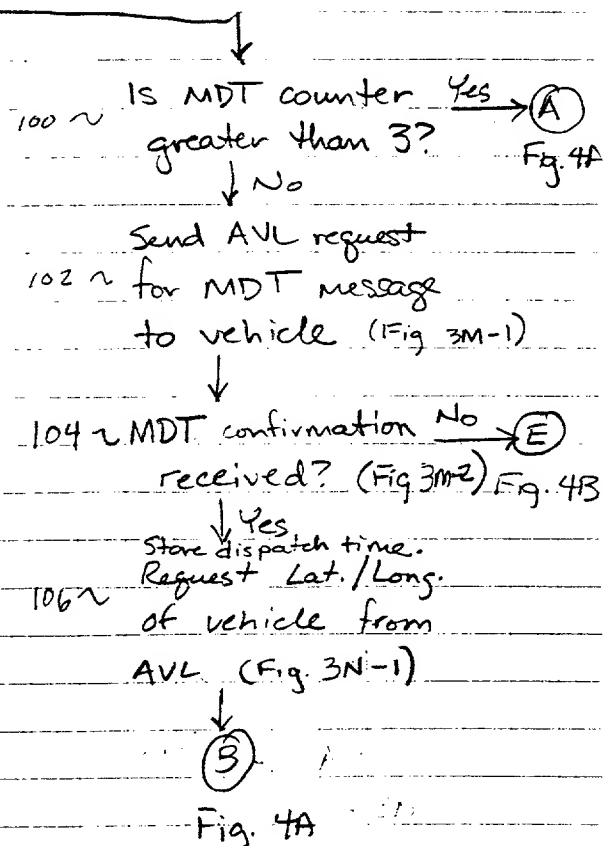 100 ~ Is MDT counter Yes A
greater than 3? Fig. 4A
No
Send AVL request
102 ~ for MDT message
to vehicle (Fig 3M-1)
104 ~ MDT confirmation No E
received? (Fig 3M-2) Fig. 4B
Yes
Store dispatch time.
106 ~ Request Lat./Long.
of vehicle from
AVL (Fig. 3N-1)
B
Fig. 4A